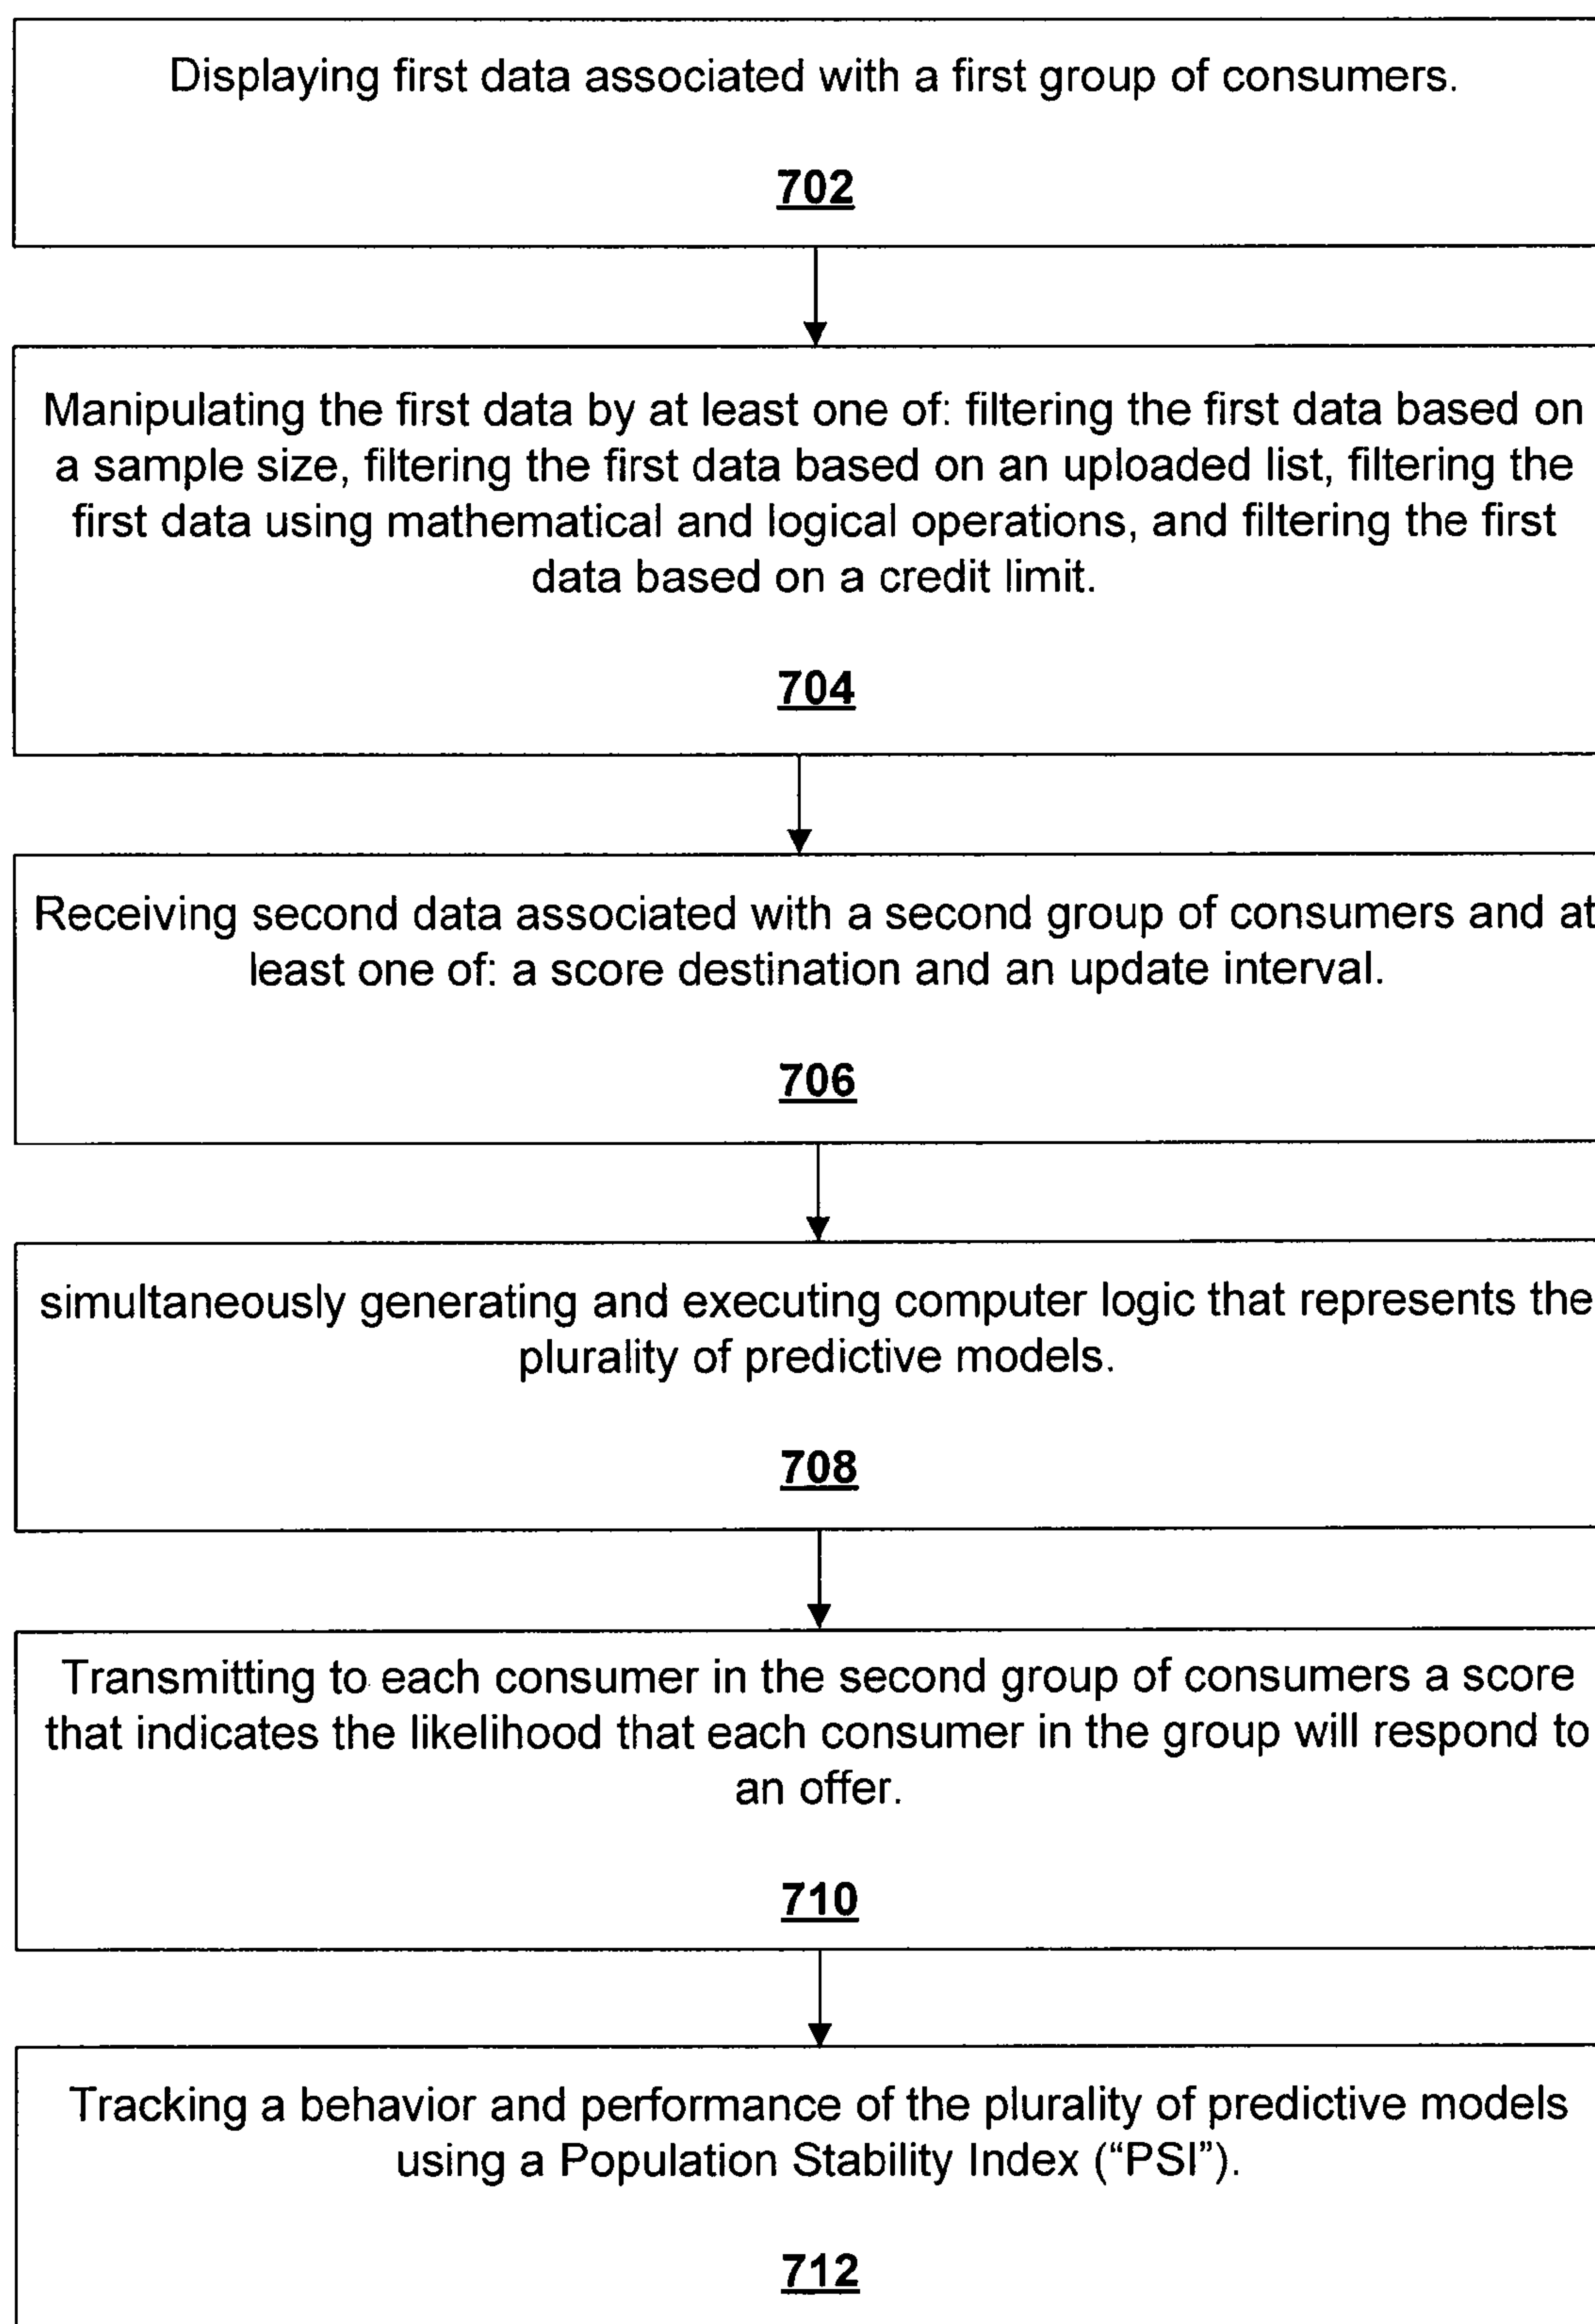 Displaying first data associated with a first group of consumers.
702
Manipulating the first data by at least one of: filtering the first data based on
a sample size, filtering the first data based on an uploaded list, filtering the
first data using mathematical and logical operations, and filtering the first
data based on a credit limit.
704
Receiving second data associated with a second group of consumers and at
least one of: a score destination and an update interval.
706
simultaneously generating and executing computer logic that represents the
plurality of predictive models.
708
Transmitting to each consumer in the second group of consumers a score
that indicates the likelihood that each consumer in the group will respond to
an offer.
710
Tracking a behavior and performance of the plurality of predictive models
using a Population Stability Index (“PSI”).
712